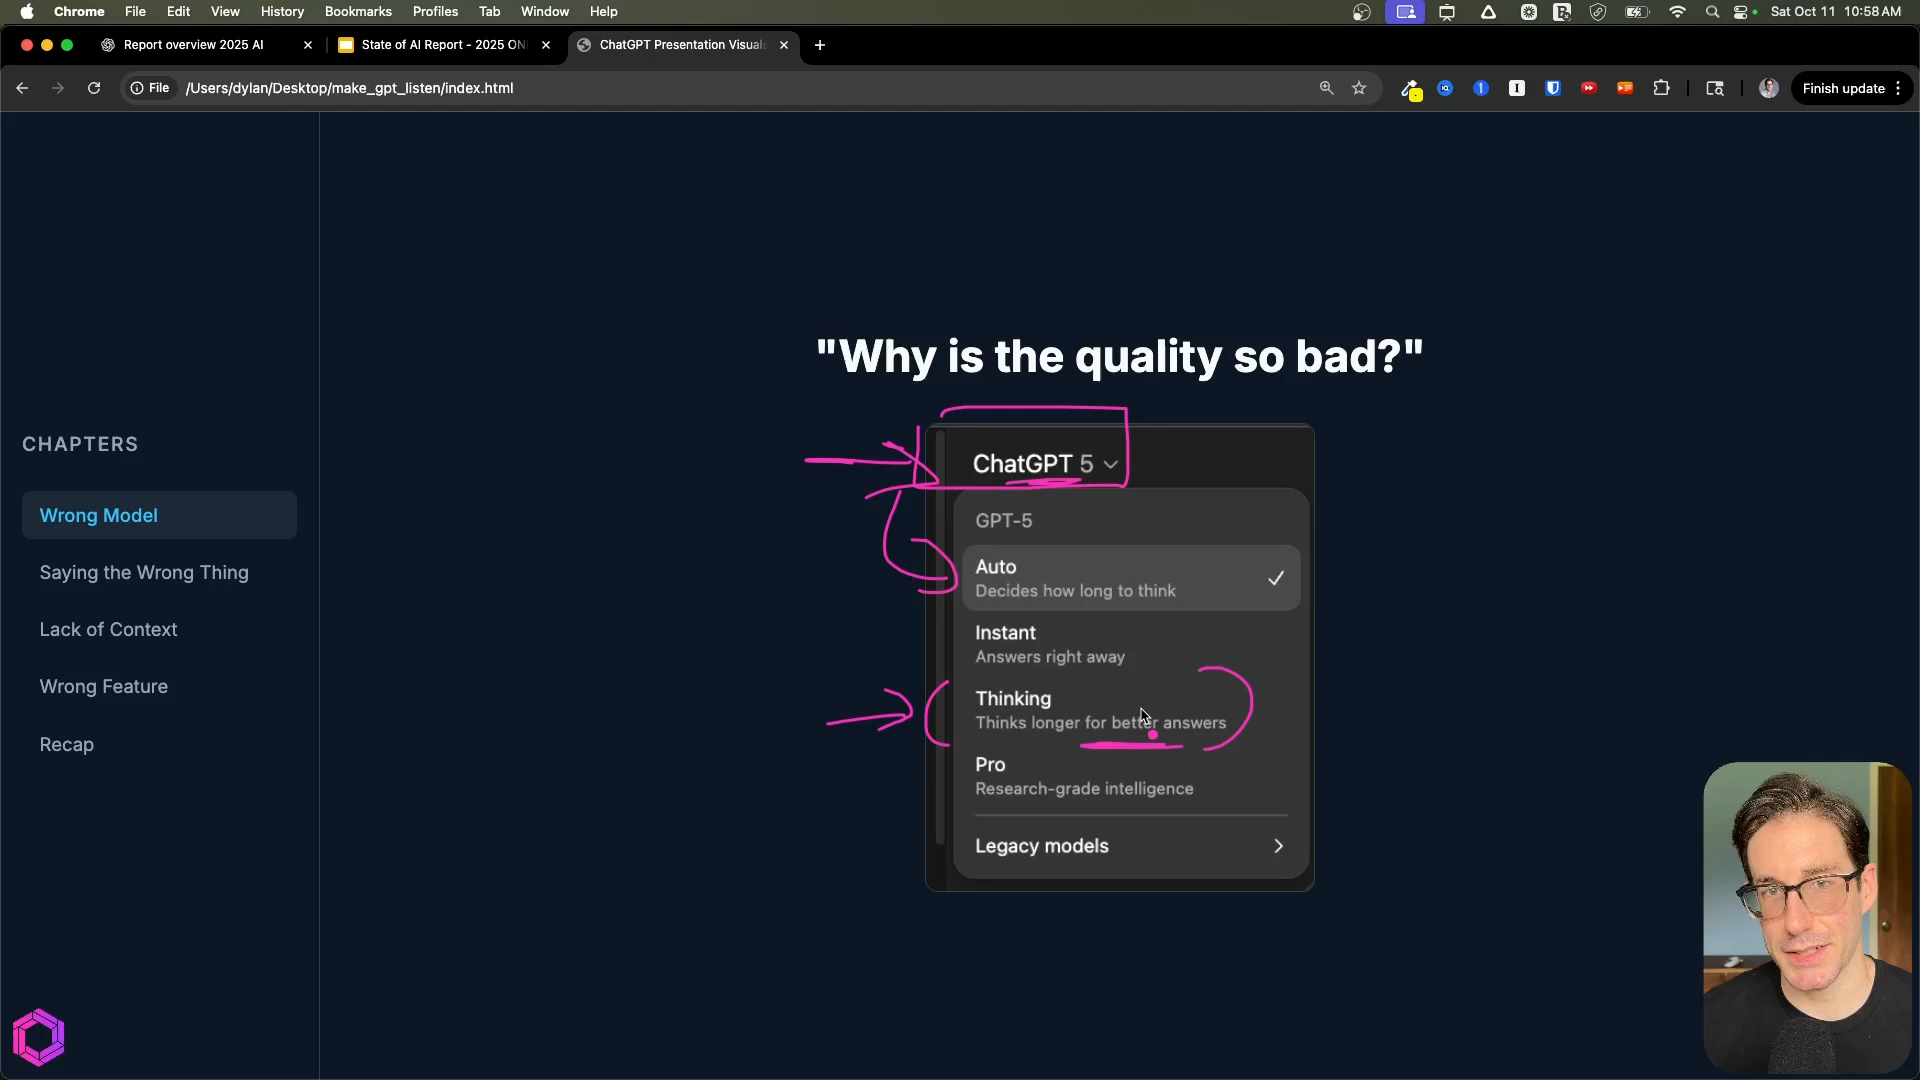 Chrome File Edit View History Bookmarks Profiles Tab Window Help Sat Oct 11 10:58 AM
Report overview 2025 AI State of AI Report - 2025 ON ChatGPT Presentation Visual
File /Users/dylan/Desktop/make_gpt_listen/index.html Finish update
"Why is the quality so bad?"
CHAPTERS
Wrong Model
Saying the Wrong Thing
Lack of Context
Wrong Feature
Recap
ChatGPT 5
GPT-5
Auto
Decides how long to think
Instant
Answers right away
Thinking
Thinks longer for better answers
Pro
Research-grade intelligence
Legacy models